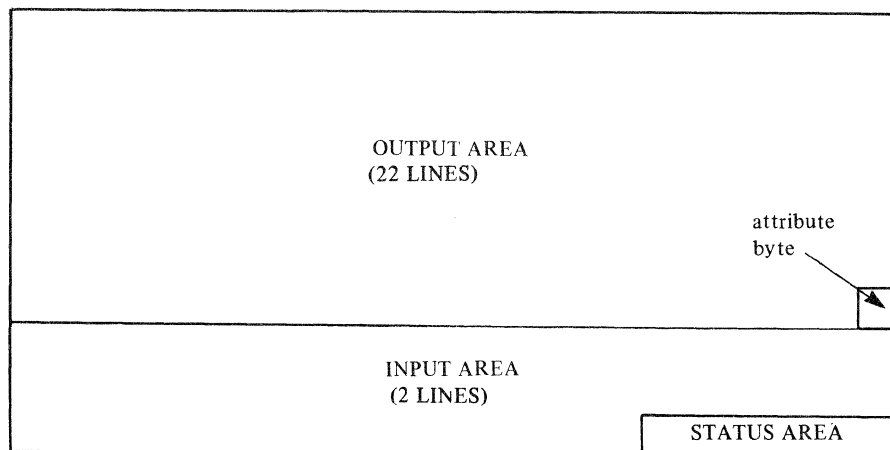 OUTPUT AREA
(22 LINES)
attribute
byte
INPUT AREA
(2 LINES)
STATUS AREA